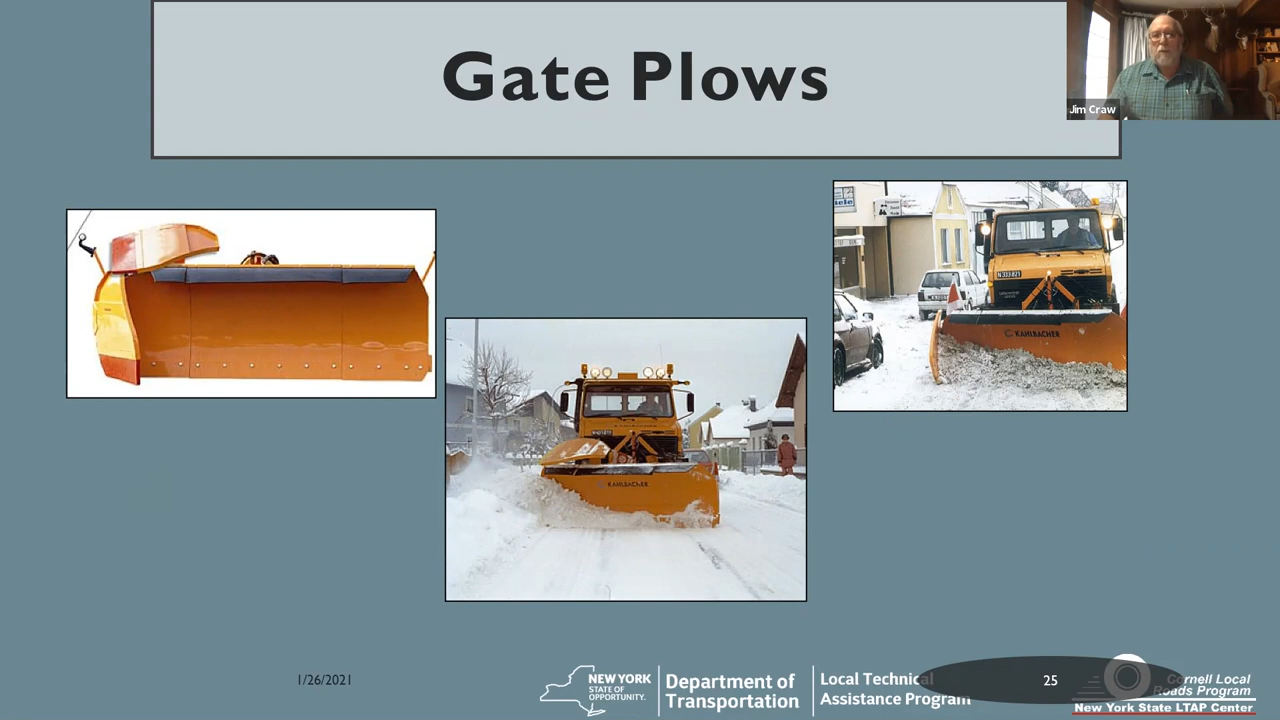 Gate Plows
Jim Craw
KAHLBACHER
KAHLBACHER
1/26/2021
NEW YORK
STATE OF
OPPORTUNITY.
Department of
Transportation
Local Technical
Assistance Program
25
Cornell Local
Roads Program
New York State LTAP Center